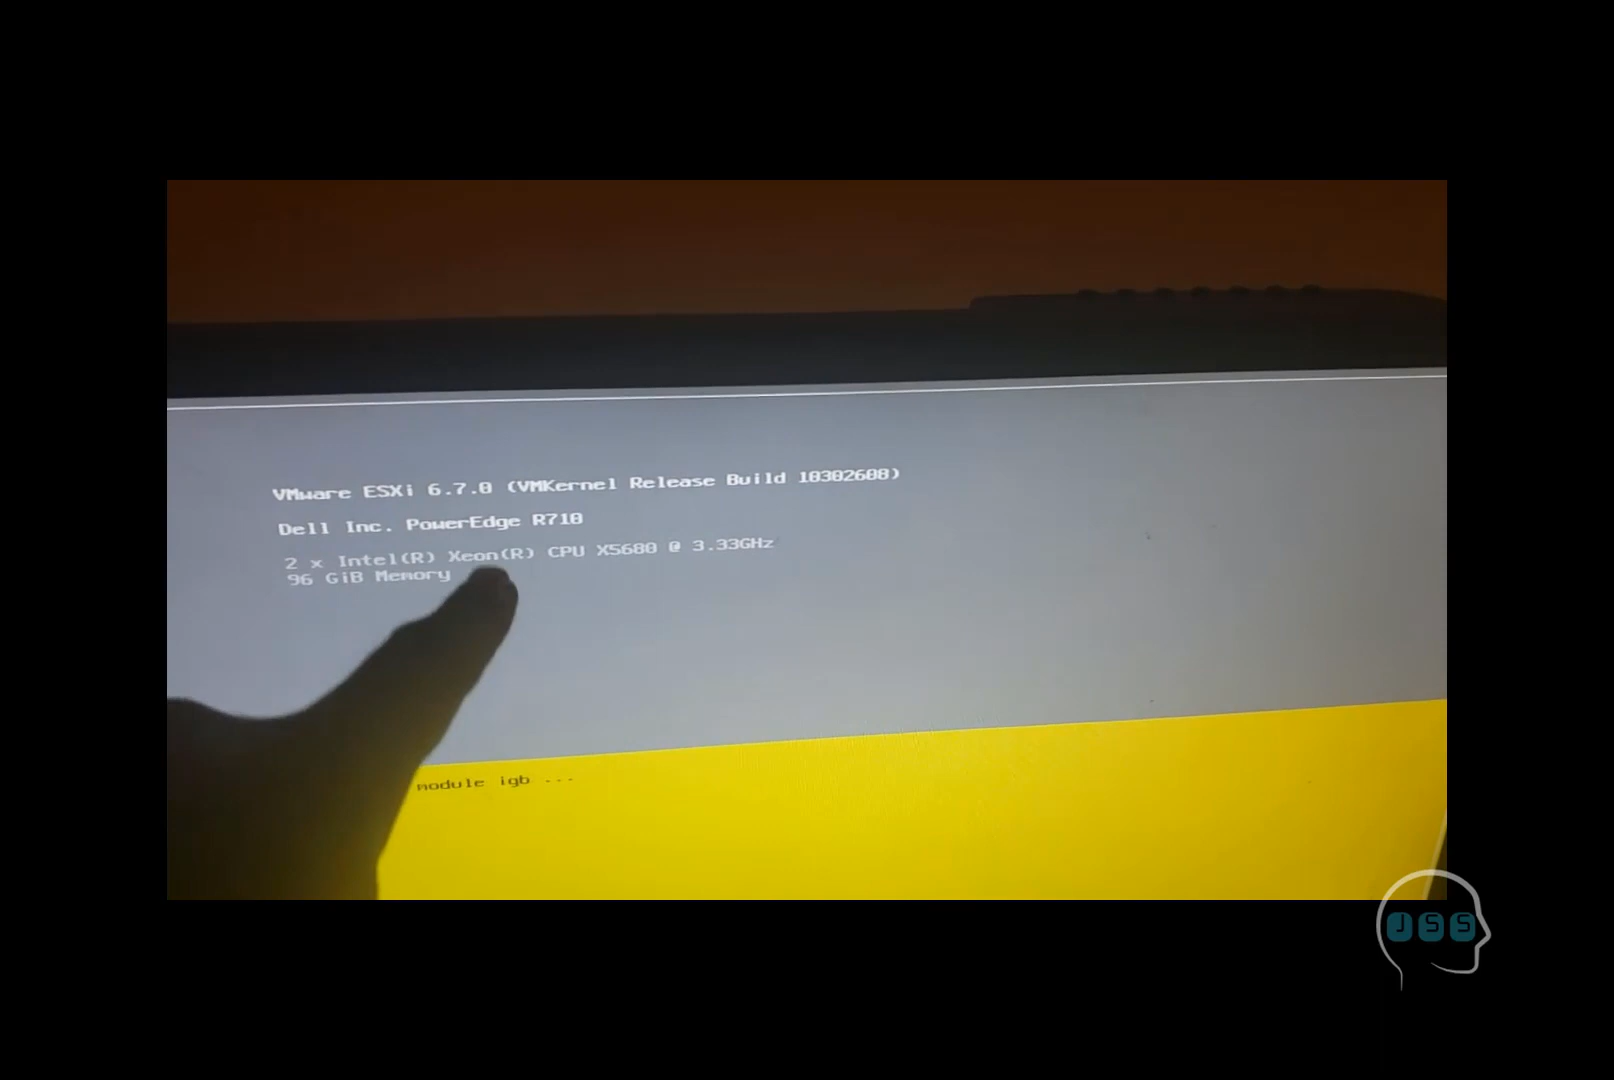 VMware ESXi 6.7.0 (VMKernel Release Build 10302608)
Dell Inc. PowerEdge R710
2 x Intel(R) Xeon(R) CPU X5680 @ 3.33GHz
96 GiB Memory
module igb ...
JSS